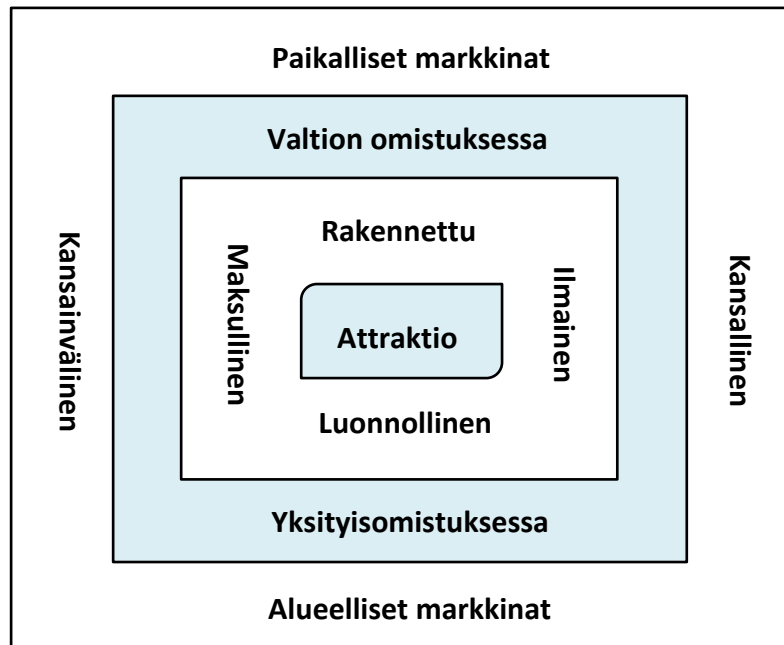 Paikalliset markkinat
Valtion omistuksessa
Rakennettu
Kansainvälinen
Maksullinen
Attraktio
Ilmainen
Kansallinen
Luonnollinen
Yksityisomistuksessa
Alueelliset markkinat